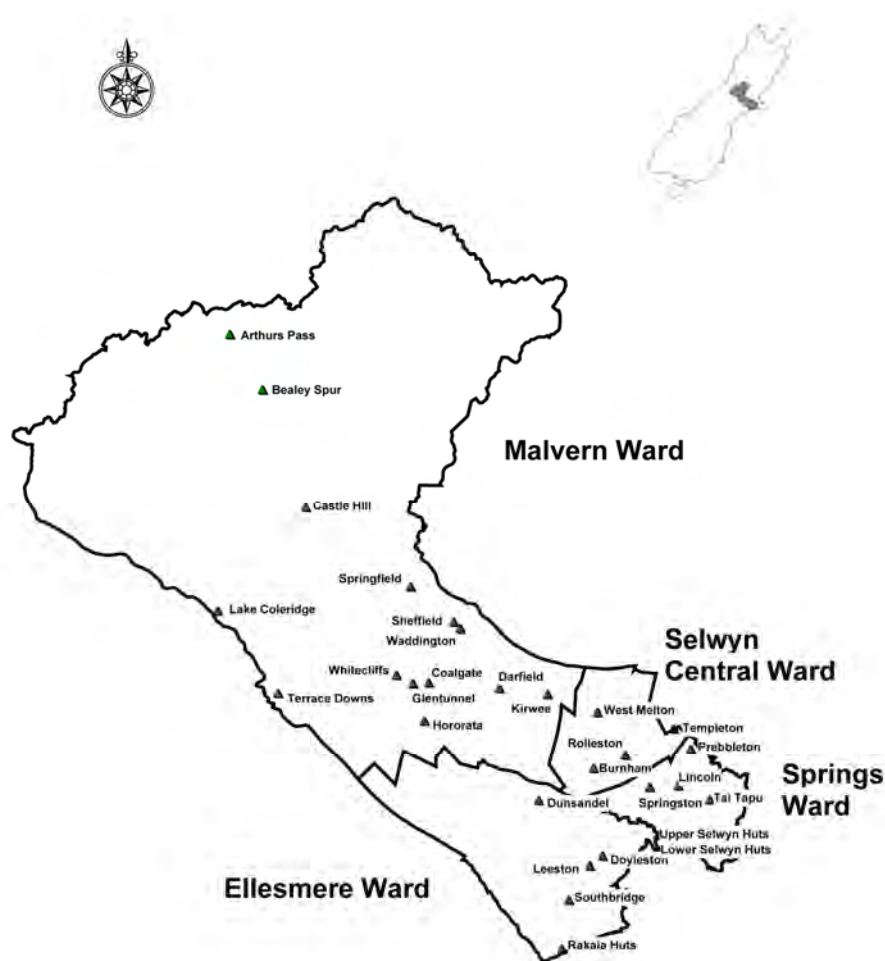 Arthurs Pass
Bealey Spur
Malvern Ward
Castle Hill
Springfield
Lake Coleridge
Sheffield
Waddington
Selwyn
Central Ward
Whitecliffs
Coalgate
Darfield
Terrace Downs
Glentunnel
Kirwee
Hororata
West Melton
Templeton
Rolleston
Prebbleton
Burnham
Lincoln
Springs
Ward
Dunsandel
Springston
Tai Tapu
Upper Selwyn Huts
Lower Selwyn Huts
Doyleston
Leeston
Ellesmere Ward
Southbridge
Rakaia Huts